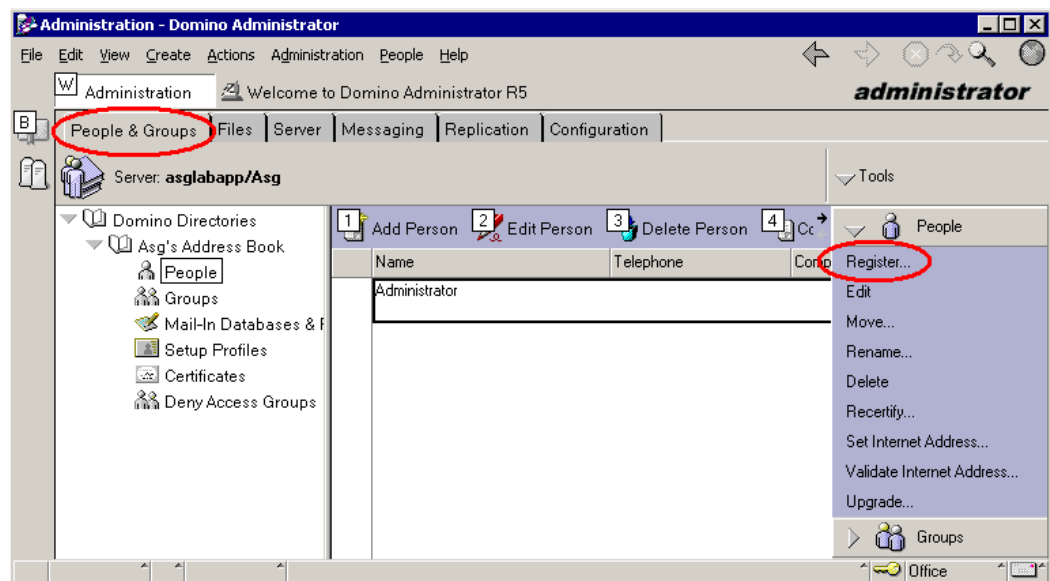 Administration - Domino Administrator
File Edit View Create Actions Administration People Help
W Administration Welcome to Domino Administrator R5 administrator
B People & Groups Files Server Messaging Replication Configuration
Server: asglabapp/Asg Tools
Domino Directories
Asg's Address Book
People
Groups
Mail-In Databases & R
Setup Profiles
Certificates
Deny Access Groups
1 Add Person 2 Edit Person 3 Delete Person 4 Co
Name Telephone Comp
Administrator
People
Register...
Edit
Move...
Rename...
Delete
Recertify...
Set Internet Address...
Validate Internet Address...
Upgrade...
Groups
Office